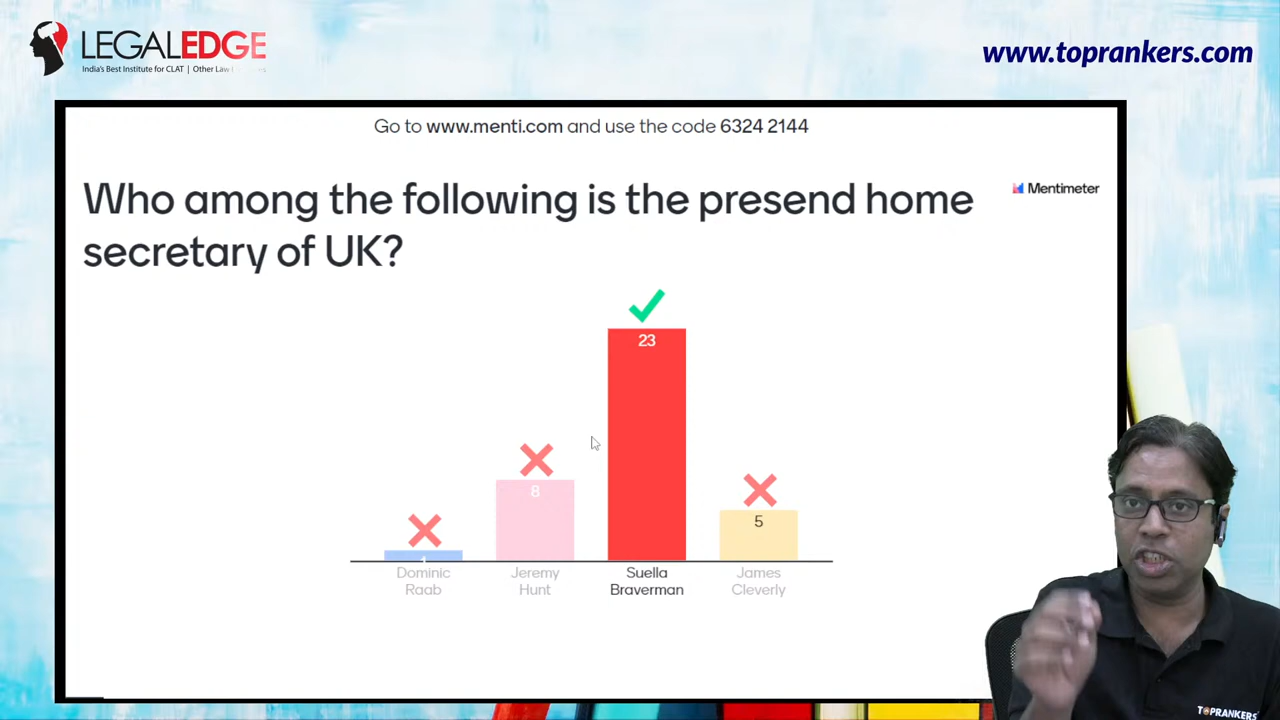 LEGALEDGE
India's Best Institute for CLAT | Other Law
www.toprankers.com
Go to www.menti.com and use the code 6324 2144
Who among the following is the presend home
secretary of UK?
Mentimeter
23
8
5
1
Dominic
Raab
Jeremy
Hunt
Suella
Braverman
James
Cleverly
TOPRANKERS